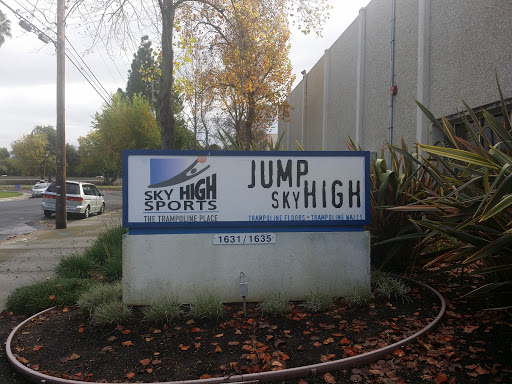 SKY HIGH
SPORTS
THE TRAMPOLINE PLACE
JUMP
SKY HIGH
TRAMPOLINE FLOORS • TRAMPOLINE WALLS
1631/1635